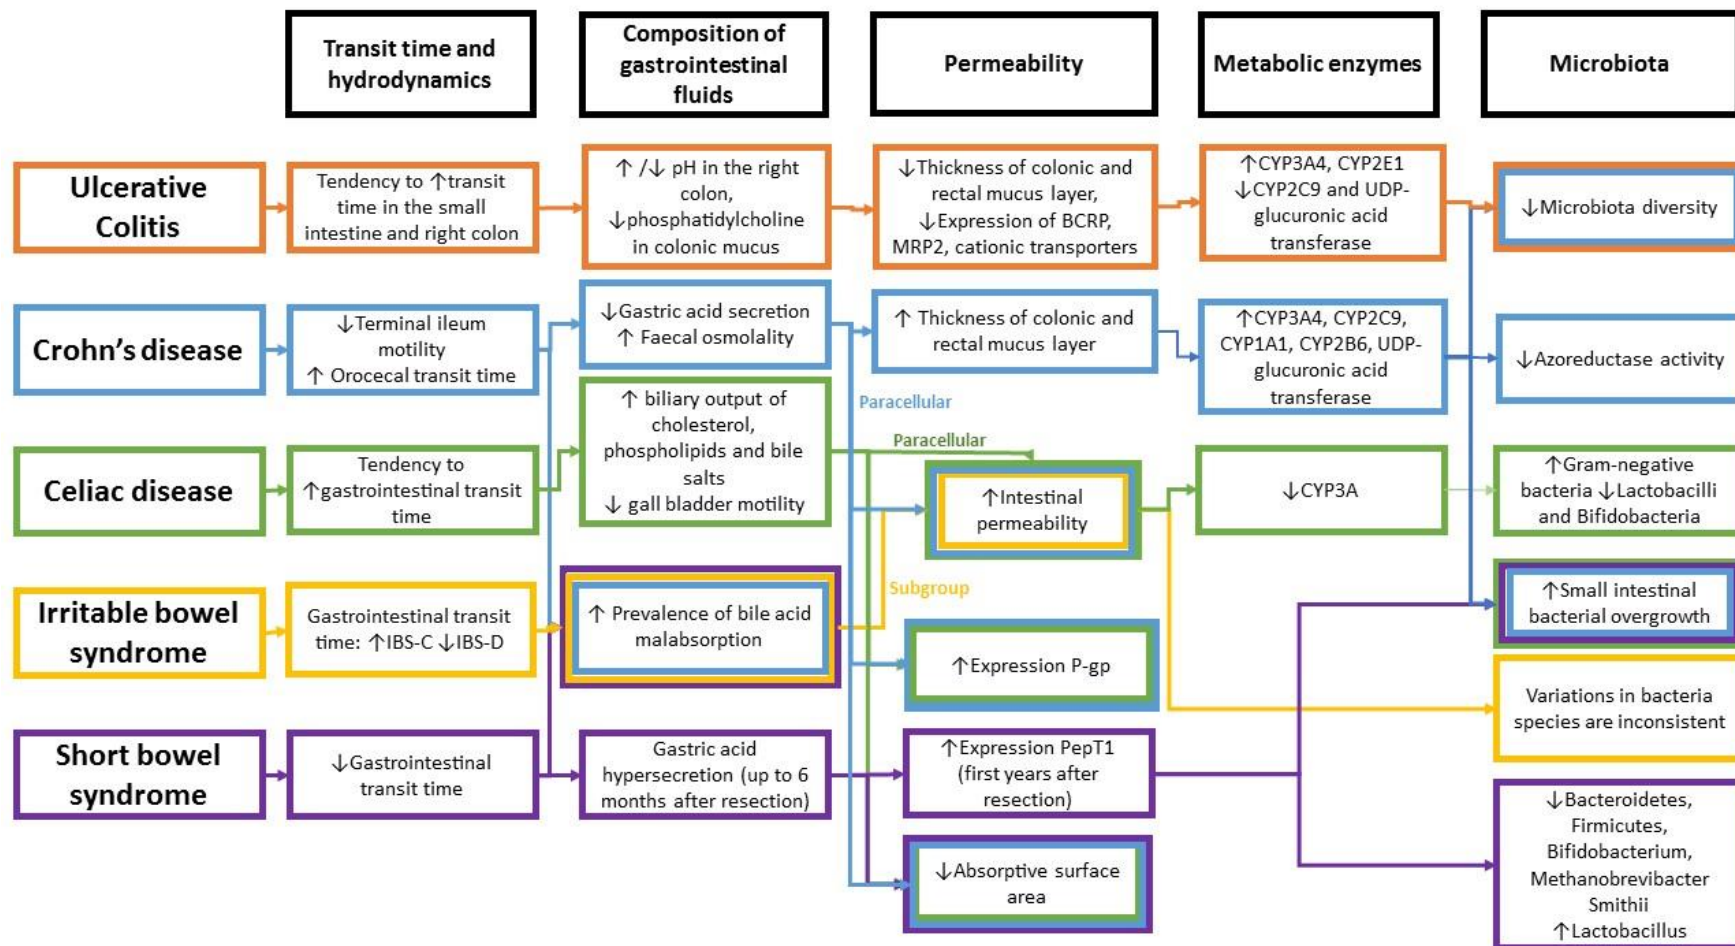 Transit time and
hydrodynamics
Composition of
gastrointestinal
fluids
Permeability
Metabolic enzymes
Microbiota
Ulcerative
Colitis
Tendency to ↑transit
time in the small
intestine and right colon
↑ /↓ pH in the right
colon,
↓phosphatidylcholine
in colonic mucus
↓Thickness of colonic and
rectal mucus layer,
↓Expression of BCRP,
MRP2, cationic transporters
↑CYP3A4, CYP2E1
↓CYP2C9 and UDP-
glucuronic acid
transferase
↓Microbiota diversity
Crohn's disease
↓Terminal ileum
motility
↑ Orocecal transit time
↓Gastric acid secretion
↑ Faecal osmolality
↑ Thickness of colonic and
rectal mucus layer
↑CYP3A4, CYP2C9,
CYP1A1, CYP2B6, UDP-
glucuronic acid
transferase
↓Azoreductase activity
Paracellular
Celiac disease
Tendency to
↑gastrointestinal transit
time
↑ biliary output of
cholesterol,
phospholipids and bile
salts
↓ gall bladder motility
Paracellular
↑Intestinal
permeability
↓CYP3A
↑Gram-negative
bacteria ↓Lactobacilli
and Bifidobacteria
Irritable bowel
syndrome
Gastrointestinal transit
time: ↑IBS-C ↓IBS-D
↑ Prevalence of bile acid
malabsorption
Subgroup
↑Expression P-gp
↑Small intestinal
bacterial overgrowth
Variations in bacteria
species are inconsistent
Short bowel
syndrome
↓Gastrointestinal
transit time
Gastric acid
hypersecretion (up to 6
months after resection)
↑Expression PepT1
(first years after
resection)
↓Absorptive surface
area
↓Bacteroidetes,
Firmicutes,
Bifidobacterium,
Methanobrevibacter
Smithii
↑Lactobacillus